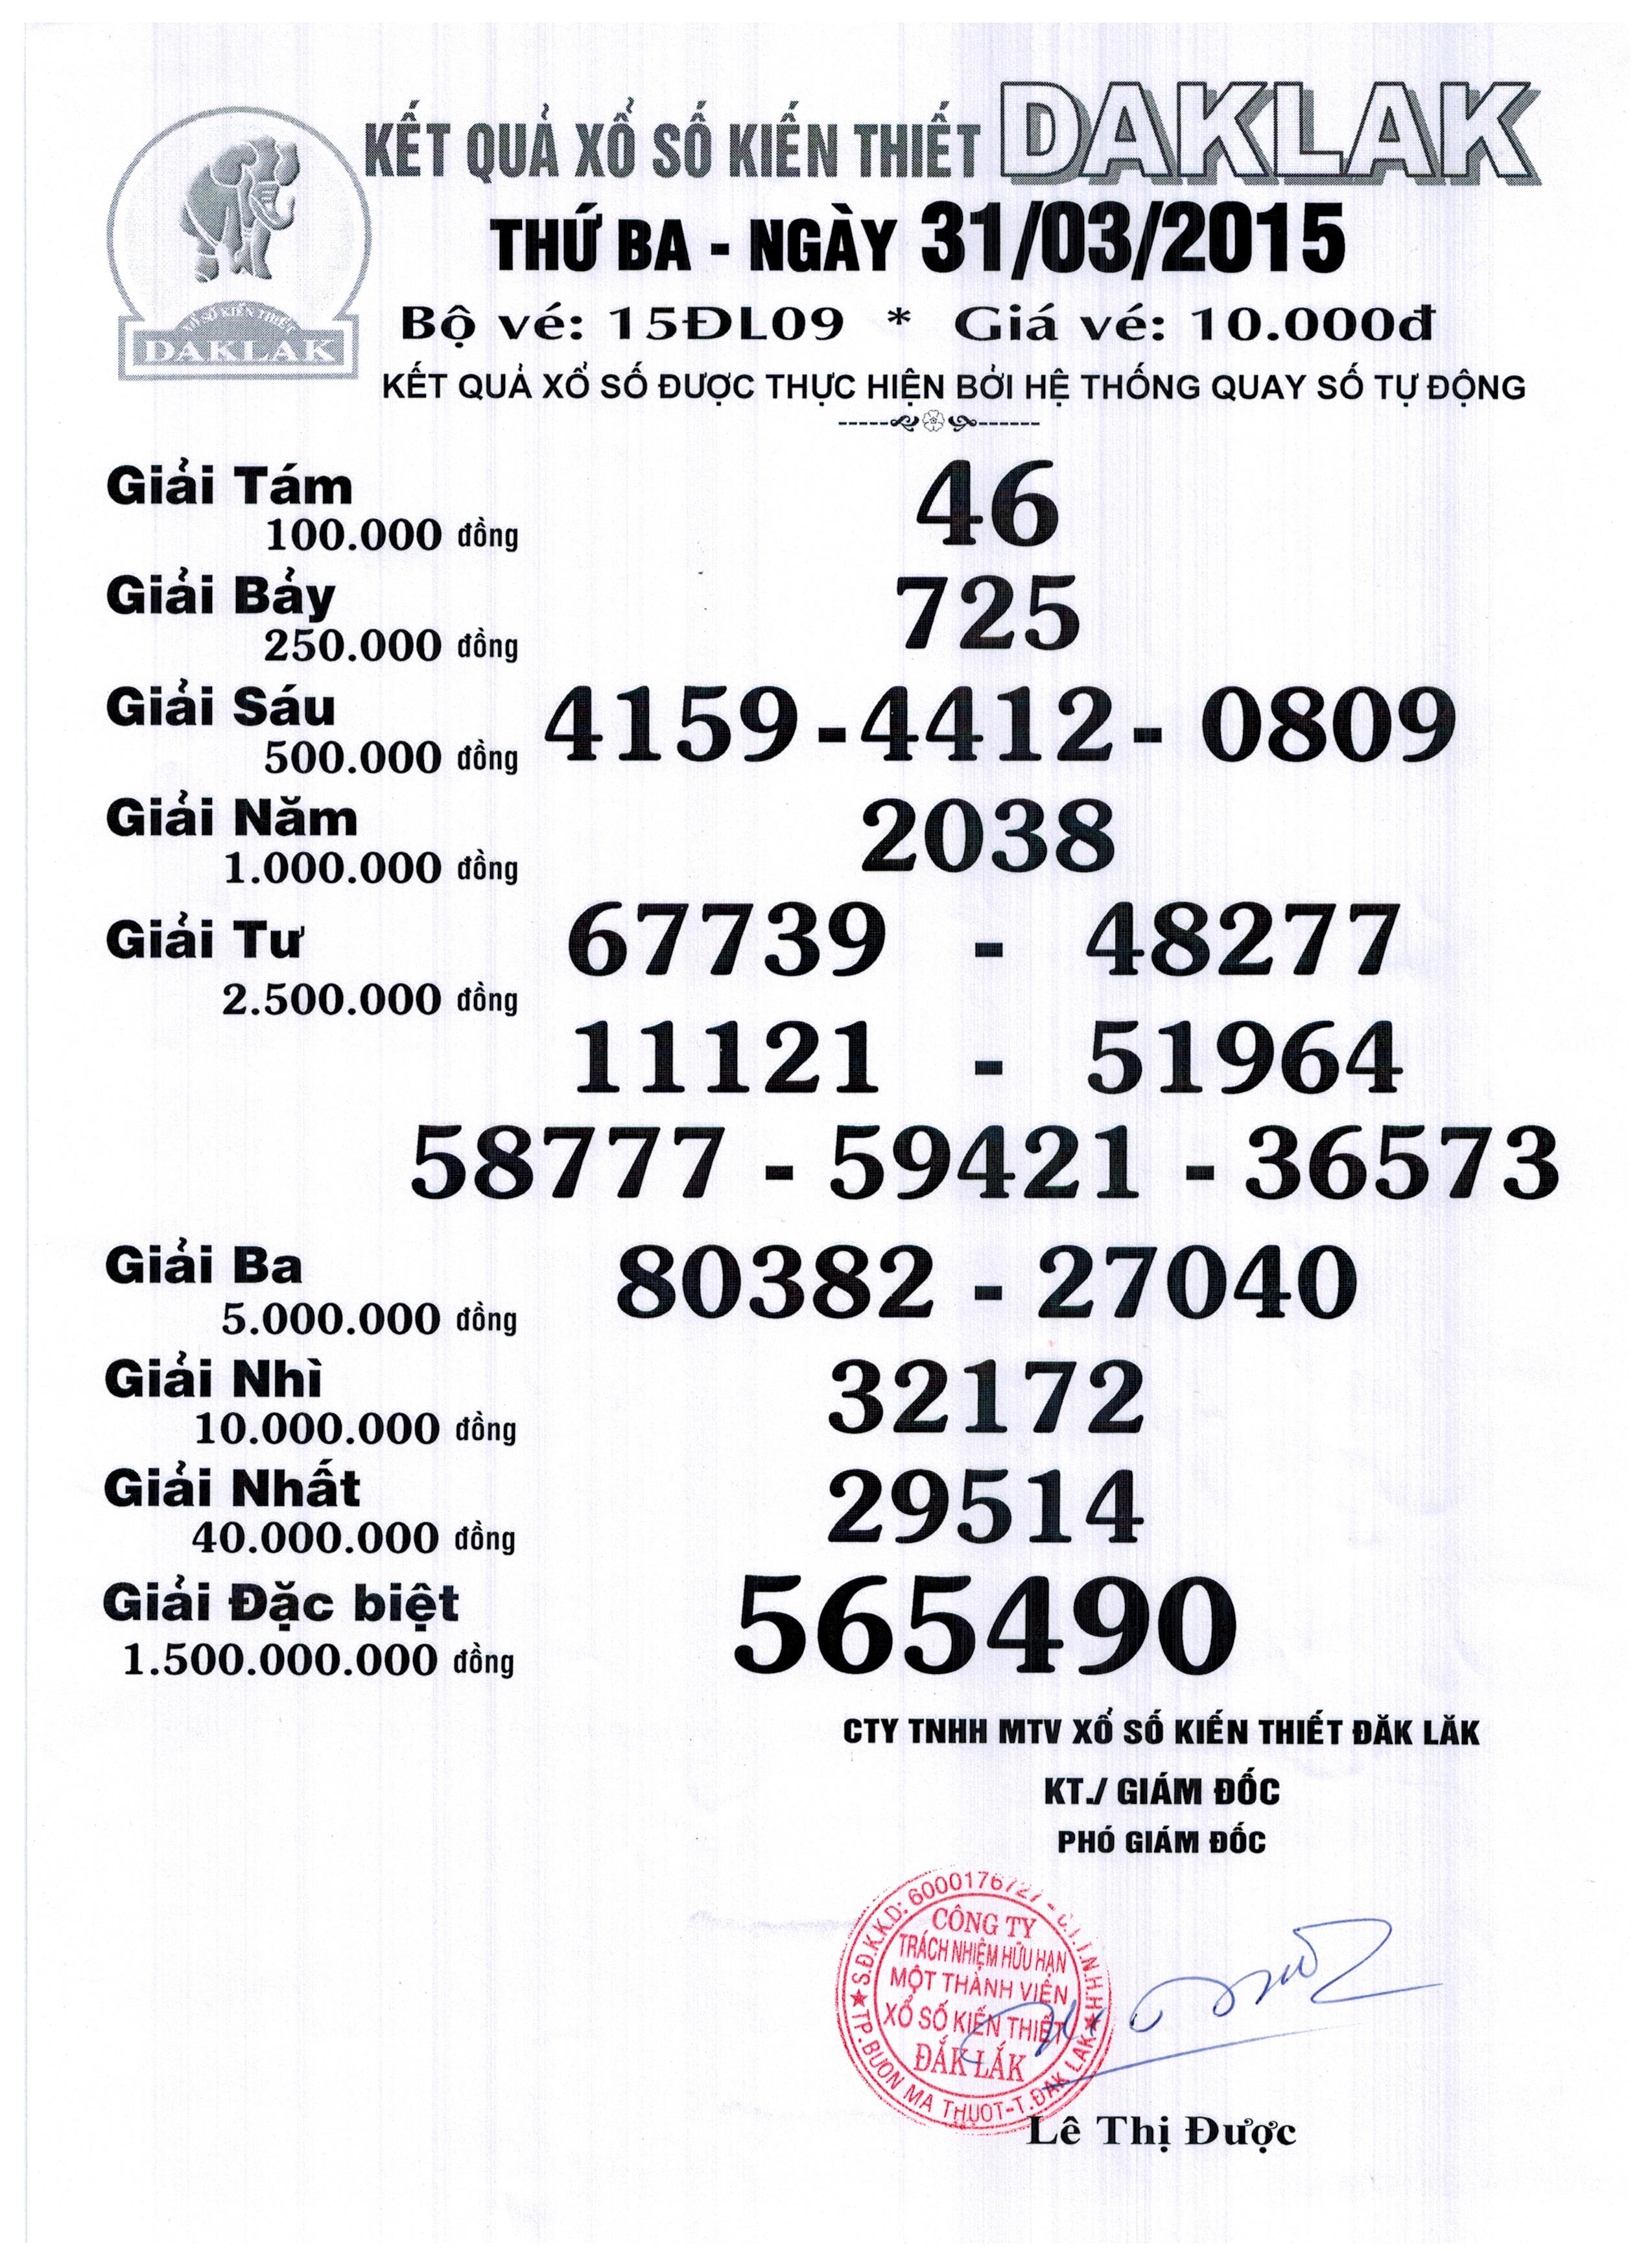 KẾT QUẢ XỔ SỐ KIẾN THIẾT DAKLAK
THỨ BA - NGÀY 31/03/2015
XỔ SỐ KIẾN THIẾT
DAKLAK
Bộ vé: 15ĐL09 * Giá vé: 10.000đ
KẾT QUẢ XỔ SỐ ĐƯỢC THỰC HIỆN BỞI HỆ THỐNG QUAY SỐ TỰ ĐỘNG
Giải Tám 46
100.000 đồng
Giải Bảy 725
250.000 đồng
Giải Sáu 4159 - 4412 - 0809
500.000 đồng
Giải Năm 2038
1.000.000 đồng
Giải Tư 67739 - 48277
2.500.000 đồng
11121 - 51964
58777 - 59421 - 36573
Giải Ba 80382 - 27040
5.000.000 đồng
Giải Nhì 32172
10.000.000 đồng
Giải Nhất 29514
40.000.000 đồng
Giải Đặc biệt 565490
1.500.000.000 đồng
CTY TNHH MTV XỔ SỐ KIẾN THIẾT ĐĂK LĂK
KT./ GIÁM ĐỐC
PHÓ GIÁM ĐỐC
S.Đ.K.K.D: 6000176727 - C.T.T.N.H.H
CÔNG TY
TRÁCH NHIỆM HỮU HẠN
MỘT THÀNH VIÊN
XỔ SỐ KIẾN THIẾT
ĐẮK LẮK
TP.BUÔN MA THUỘT-T.ĐAK LAK
Lê Thị Được